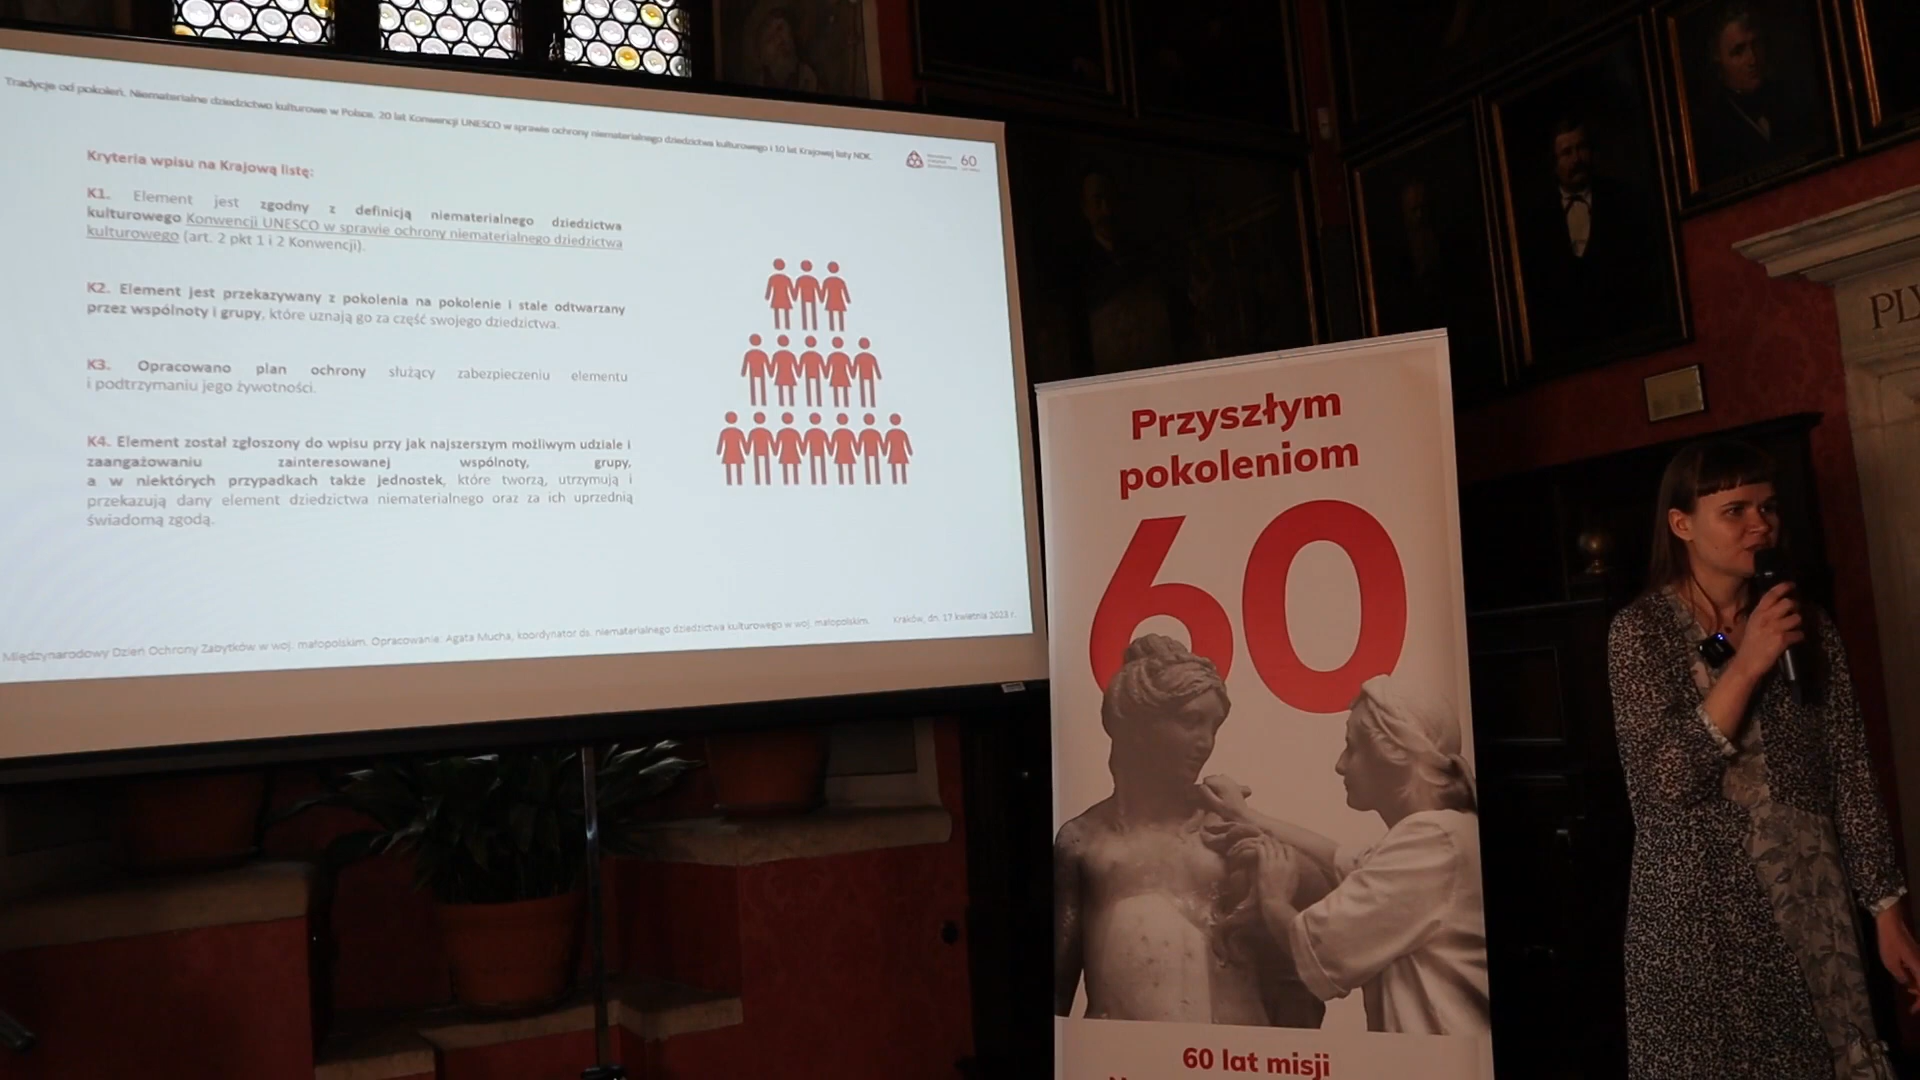 Tradycje od pokoleń. Niematerialne dziedzictwo kulturowe w Polsce. 20 lat Konwencji UNESCO w sprawie ochrony niematerialnego dziedzictwa kulturowego i 10 lat Krajowej listy NDK.
60
Kryteria wpisu na Krajową listę:
K1. Element jest zgodny z definicją niematerialnego dziedzictwa
kulturowego Konwencji UNESCO w sprawie ochrony niematerialnego dziedzictwa
kulturowego (art. 2 pkt 1 i 2 Konwencji).
K2. Element jest przekazywany z pokolenia na pokolenie i stale odtwarzany
przez wspólnoty i grupy, które uznają go za część swojego dziedzictwa.
K3. Opracowano plan ochrony służący zabezpieczeniu elementu
i podtrzymaniu jego żywotności.
K4. Element został zgłoszony do wpisu przy jak najszerszym możliwym udziale i
zaangażowaniu zainteresowanej wspólnoty, grupy,
a w niektórych przypadkach także jednostek, które tworzą, utrzymują i
przekazują dany element dziedzictwa niematerialnego oraz za ich uprzednią
świadomą zgodą.
Międzynarodowy Dzień Ochrony Zabytków w woj. małopolskim. Opracowanie: Agata Mucha, koordynator ds. niematerialnego dziedzictwa kulturowego w woj. małopolskim. Kraków, dn. 17 kwietnia 2023 r.
Przyszłym
pokoleniom
60
60 lat misji
PL